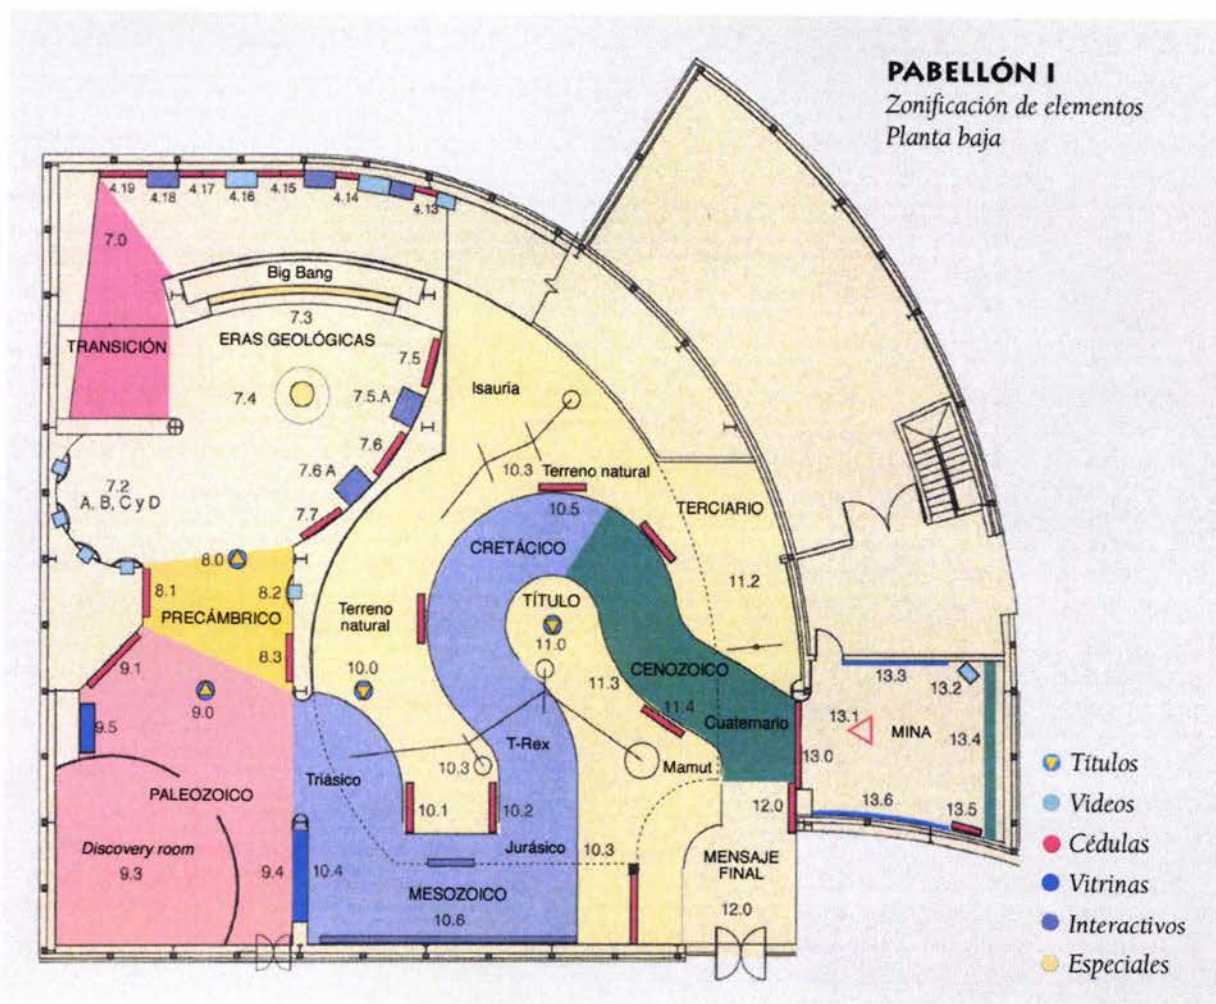 PABELLÓN I
Zonificación de elementos
Planta baja
4.19
4.18
4.17
4.16
4.15
4.14
4.13
7.0
Big Bang
7.3
TRANSICIÓN
ERAS GEOLÓGICAS
7.5
7.4
7.5.A
Isauria
7.6
7.6 A
10.3
Terreno natural
7.2
A, B, C y D
7.7
10.5
TERCIARIO
CRETÁCICO
8.0
11.2
8.1
8.2
PRECÁMBRICO
Terreno
natural
TÍTULO
11.0
9.1
8.3
10.0
CENOZOICO
11.3
13.3
13.2
9.0
9.5
11.4
Cuaternario
13.1
MINA
13.4
13.0
T-Rex
10.3
Mamut
Triásico
PALEOZOICO
10.1
10.2
12.0
13.6
13.5
Discovery room
9.3
9.4
10.4
Jurásico
10.3
MENSAJE
FINAL
MESOZOICO
10.6
12.0
Títulos
Videos
Cédulas
Vitrinas
Interactivos
Especiales